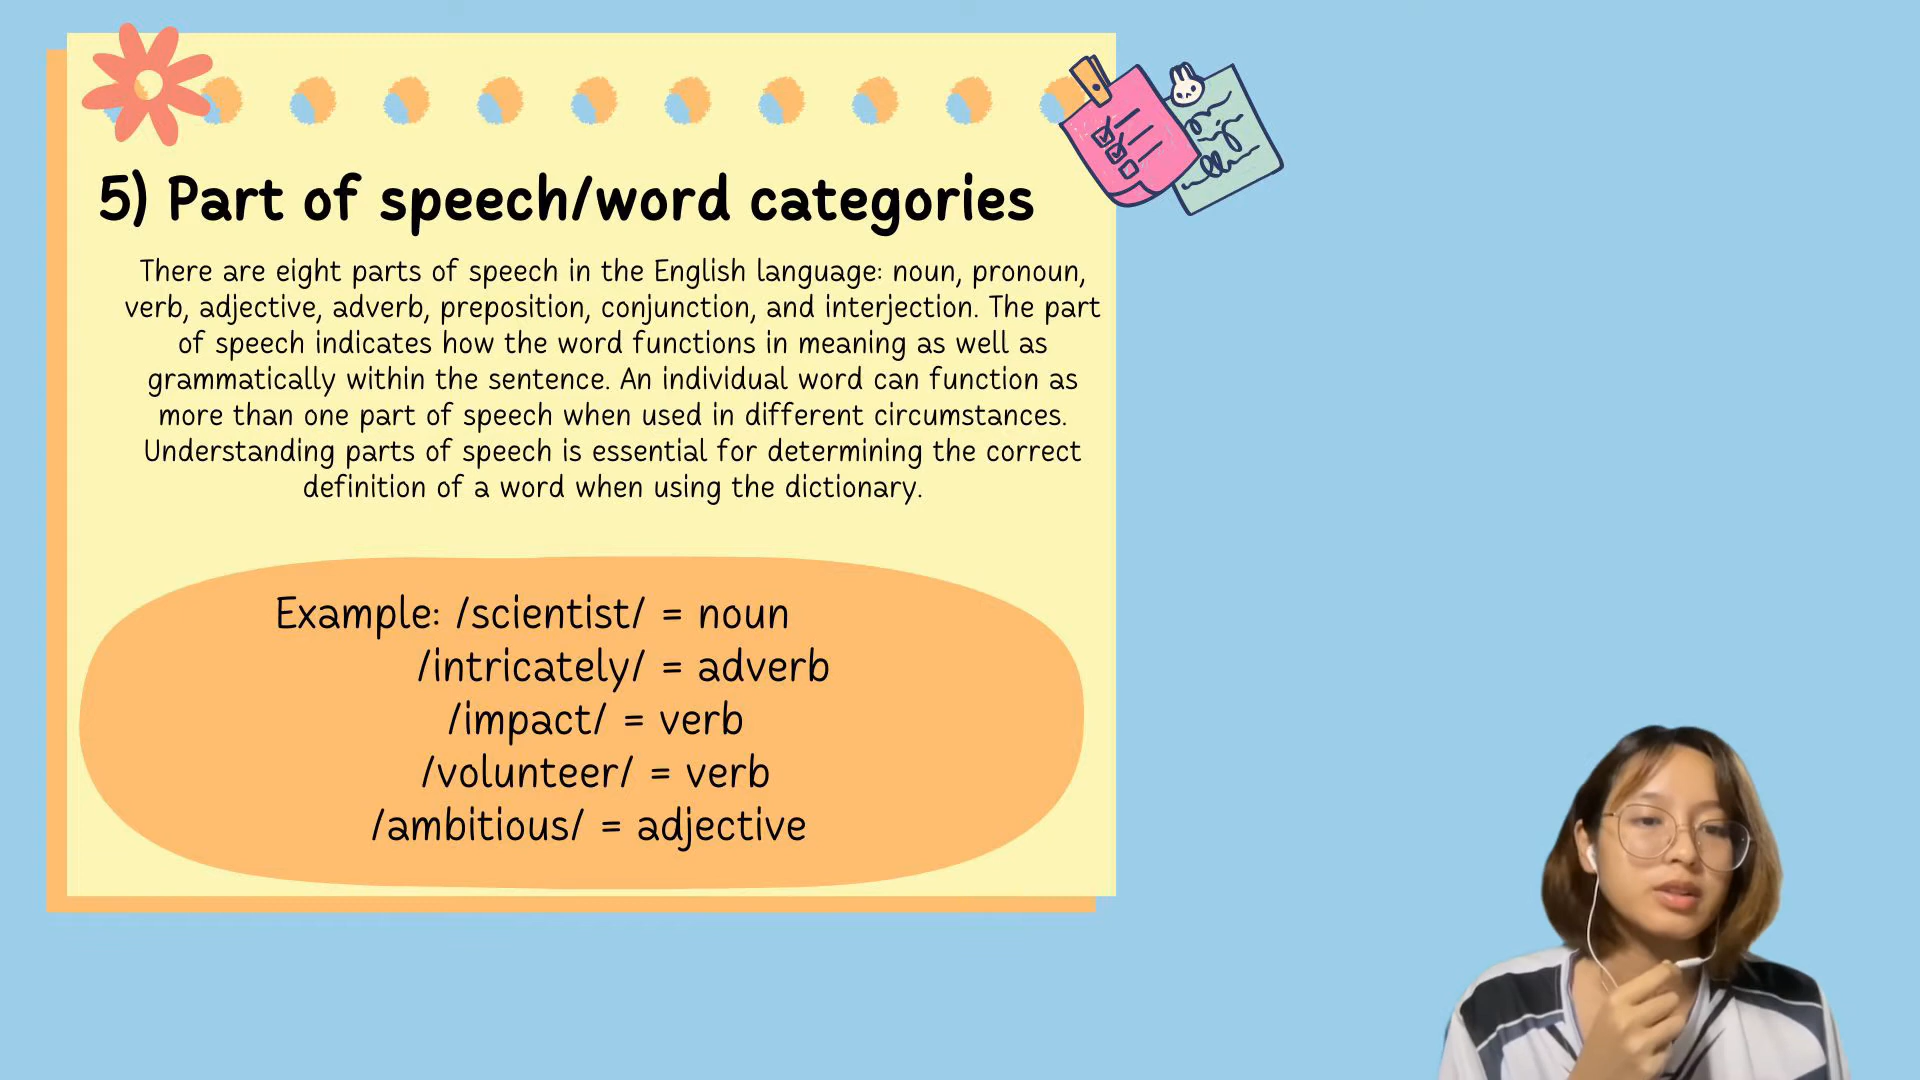 5) Part of speech/word categories
There are eight parts of speech in the English language: noun, pronoun,
verb, adjective, adverb, preposition, conjunction, and interjection. The part
of speech indicates how the word functions in meaning as well as
grammatically within the sentence. An individual word can function as
more than one part of speech when used in different circumstances.
Understanding parts of speech is essential for determining the correct
definition of a word when using the dictionary.
Example: /scientist/ = noun
/intricately/ = adverb
/impact/ = verb
/volunteer/ = verb
/ambitious/ = adjective